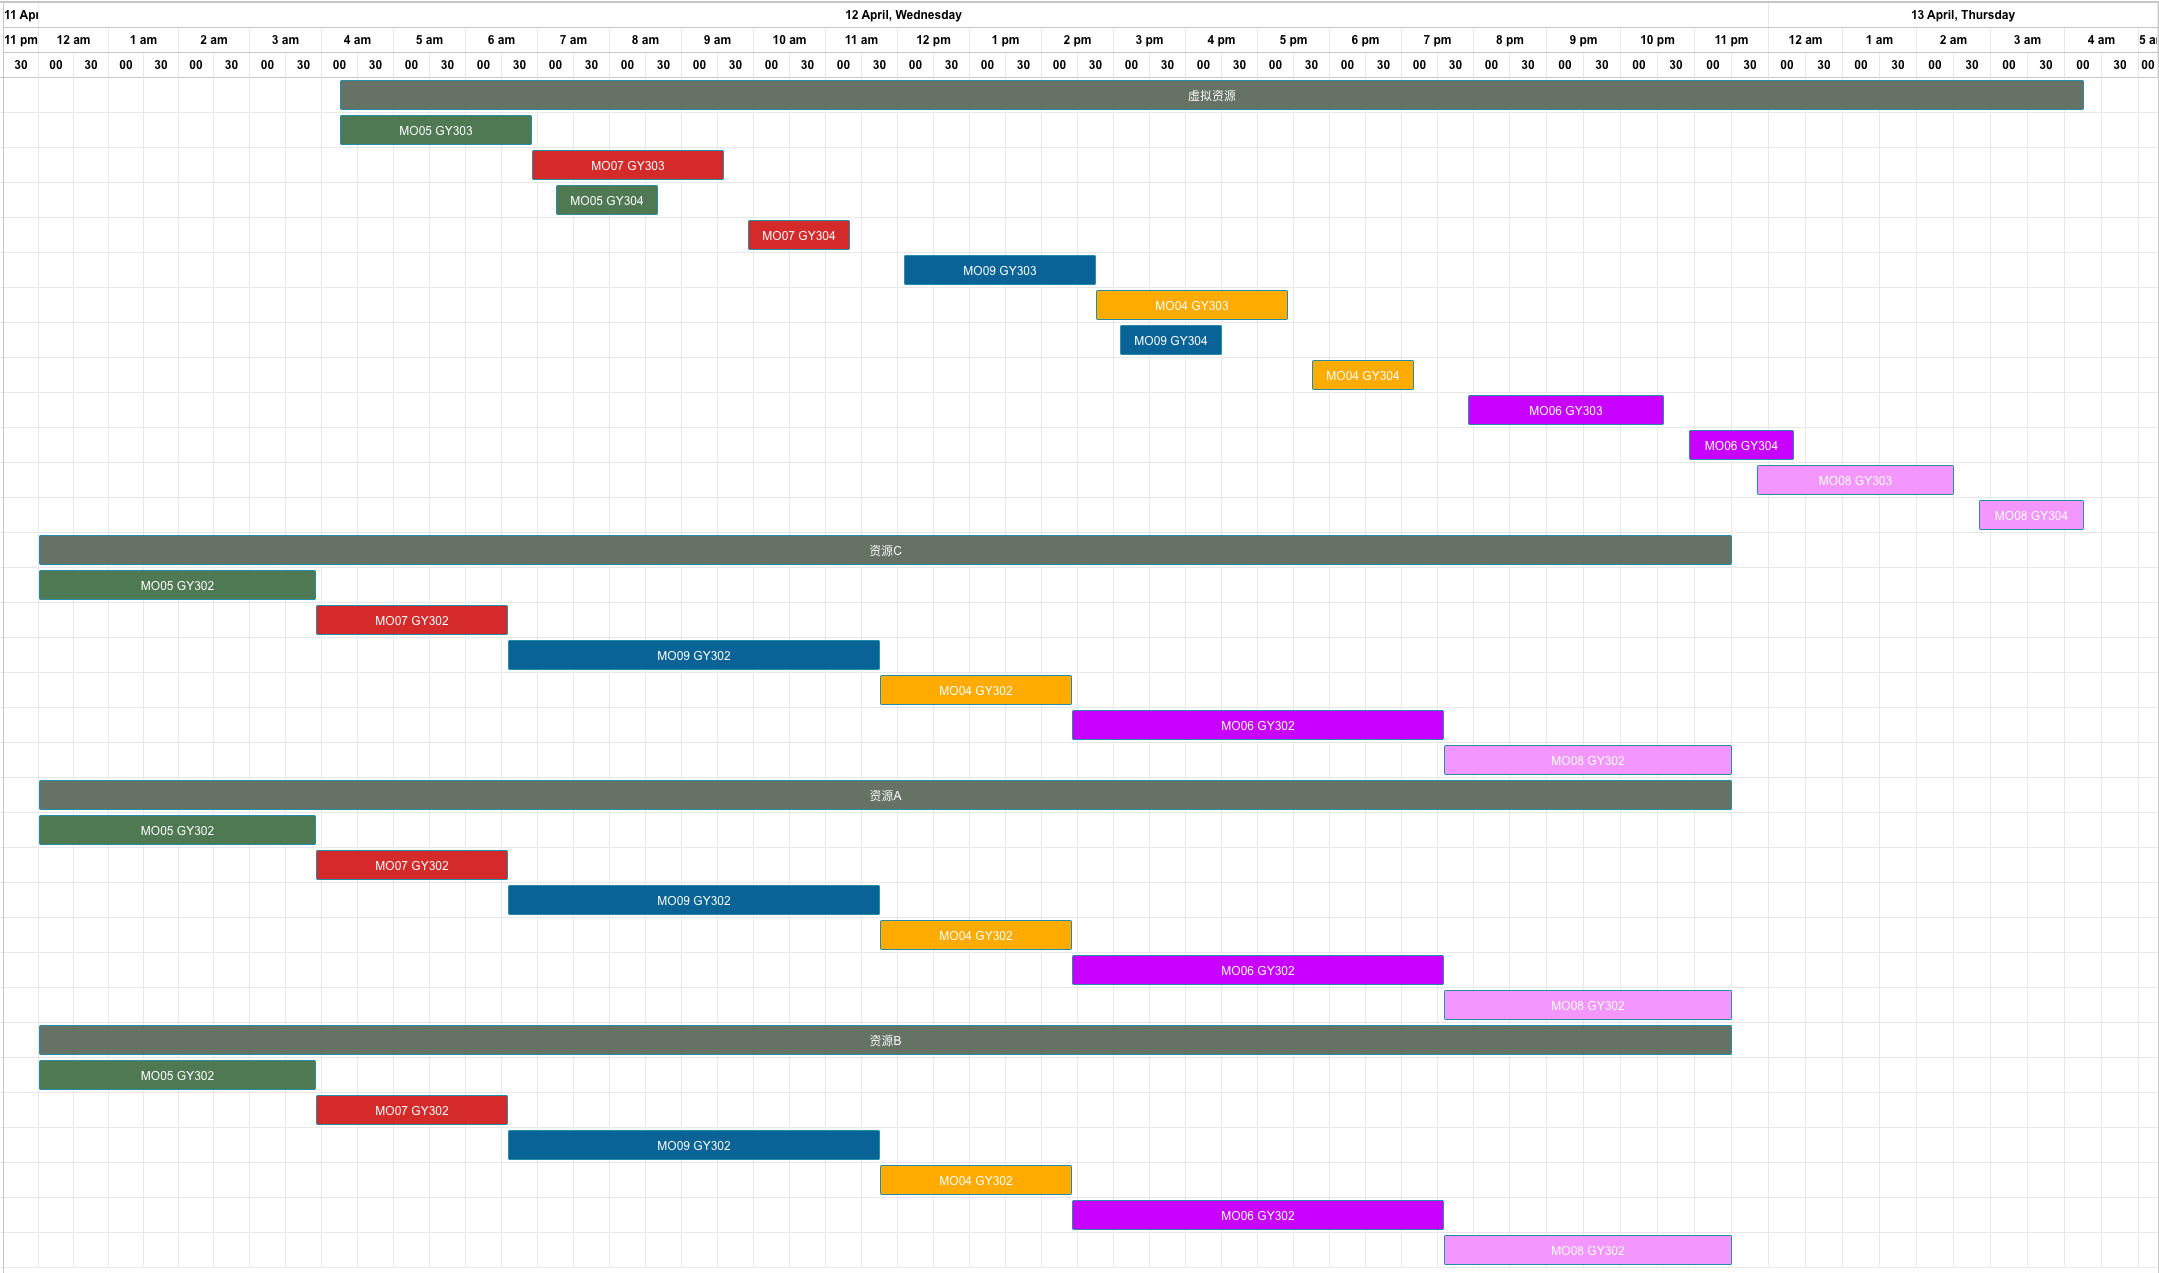 11 Apr 12 April, Wednesday 13 April, Thursday
11 pm 12 am 1 am 2 am 3 am 4 am 5 am 6 am 7 am 8 am 9 am 10 am 11 am 12 pm 1 pm 2 pm 3 pm 4 pm 5 pm 6 pm 7 pm 8 pm 9 pm 10 pm 11 pm 12 am 1 am 2 am 3 am 4 am 5 a
30 00 30 00 30 00 30 00 30 00 30 00 30 00 30 00 30 00 30 00 30 00 30 00 30 00 30 00 30 00 30 00 30 00 30 00 30 00 30 00 30 00 30 00 30 00 30 00 30 00 30 00 30 00 30 00 30 00 30 00
虚拟资源
MO05 GY303
MO07 GY303
MO05 GY304
MO07 GY304
MO09 GY303
MO04 GY303
MO09 GY304
MO04 GY304
MO06 GY303
MO06 GY304
MO08 GY303
MO08 GY304
资源C
MO05 GY302
MO07 GY302
MO09 GY302
MO04 GY302
MO06 GY302
MO08 GY302
资源A
MO05 GY302
MO07 GY302
MO09 GY302
MO04 GY302
MO06 GY302
MO08 GY302
资源B
MO05 GY302
MO07 GY302
MO09 GY302
MO04 GY302
MO06 GY302
MO08 GY302